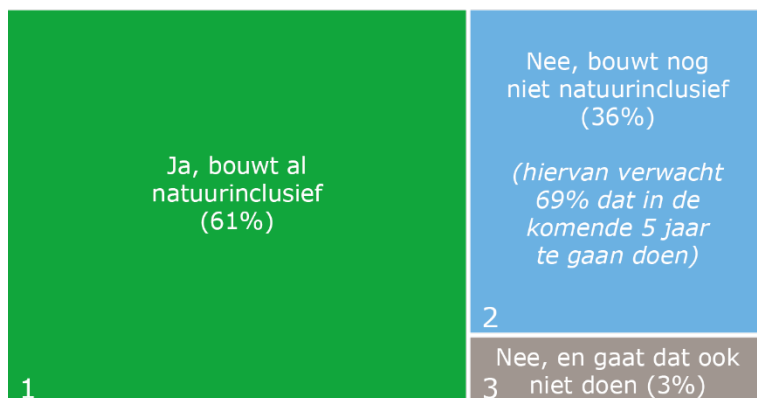 Ja, bouwt al
natuurinclusief
(61%)
1
Nee, bouwt nog
niet natuurinclusief
(36%)
(hiervan verwacht
69% dat in de
komende 5 jaar
te gaan doen)
2
Nee, en gaat dat ook
niet doen (3%)
3